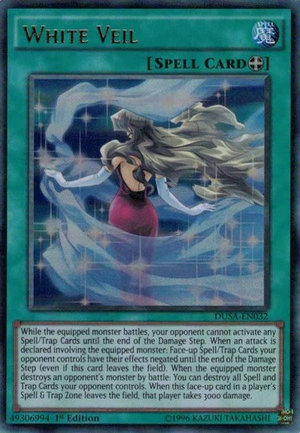 WHITE VEIL
SPELL
[SPELL CARD]
DUSA-EN032
While the equipped monster battles, your opponent cannot activate any
Spell/Trap Cards until the end of the Damage Step. When an attack is
declared involving the equipped monster: Face-up Spell/Trap Cards your
opponent controls have their effects negated until the end of the Damage
Step (even if this card leaves the field). When the equipped monster
destroys an opponent's monster by battle: You can destroy all Spell and
Trap Cards your opponent controls. When this face-up card in a player's
Spell & Trap Zone leaves the field, that player takes 3000 damage.
49306994 1st Edition ©1996 KAZUKI TAKAHASHI